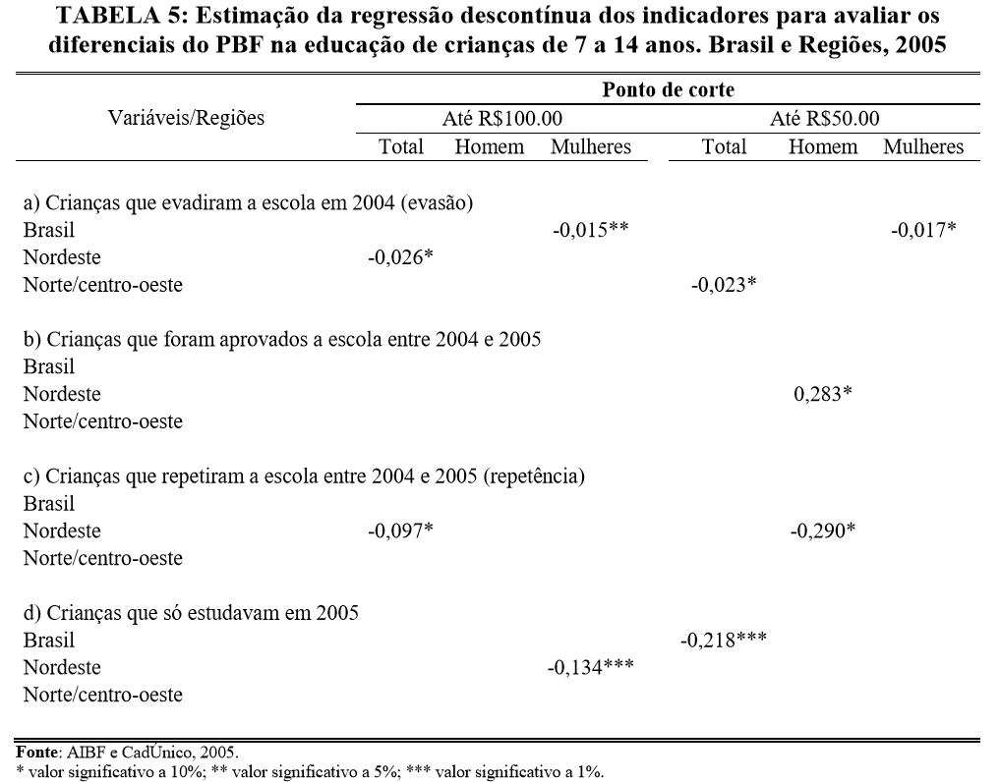 TABELA 5: Estimação da regressão descontínua dos indicadores para avaliar os
diferenciais do PBF na educação de crianças de 7 a 14 anos. Brasil e Regiões, 2005
Ponto de corte
Variáveis/Regiões Até R$100.00 Até R$50.00
Total Homem Mulheres Total Homem Mulheres
a) Crianças que evadiram a escola em 2004 (evasão)
Brasil -0,015** -0,017*
Nordeste -0,026*
Norte/centro-oeste -0,023*
b) Crianças que foram aprovados a escola entre 2004 e 2005
Brasil
Nordeste 0,283*
Norte/centro-oeste
c) Crianças que repetiram a escola entre 2004 e 2005 (repetência)
Brasil
Nordeste -0,097* -0,290*
Norte/centro-oeste
d) Crianças que só estudavam em 2005
Brasil -0,218***
Nordeste -0,134***
Norte/centro-oeste
Fonte: AIBF e CadÚnico, 2005.
* valor significativo a 10%; ** valor significativo a 5%; *** valor significativo a 1%.